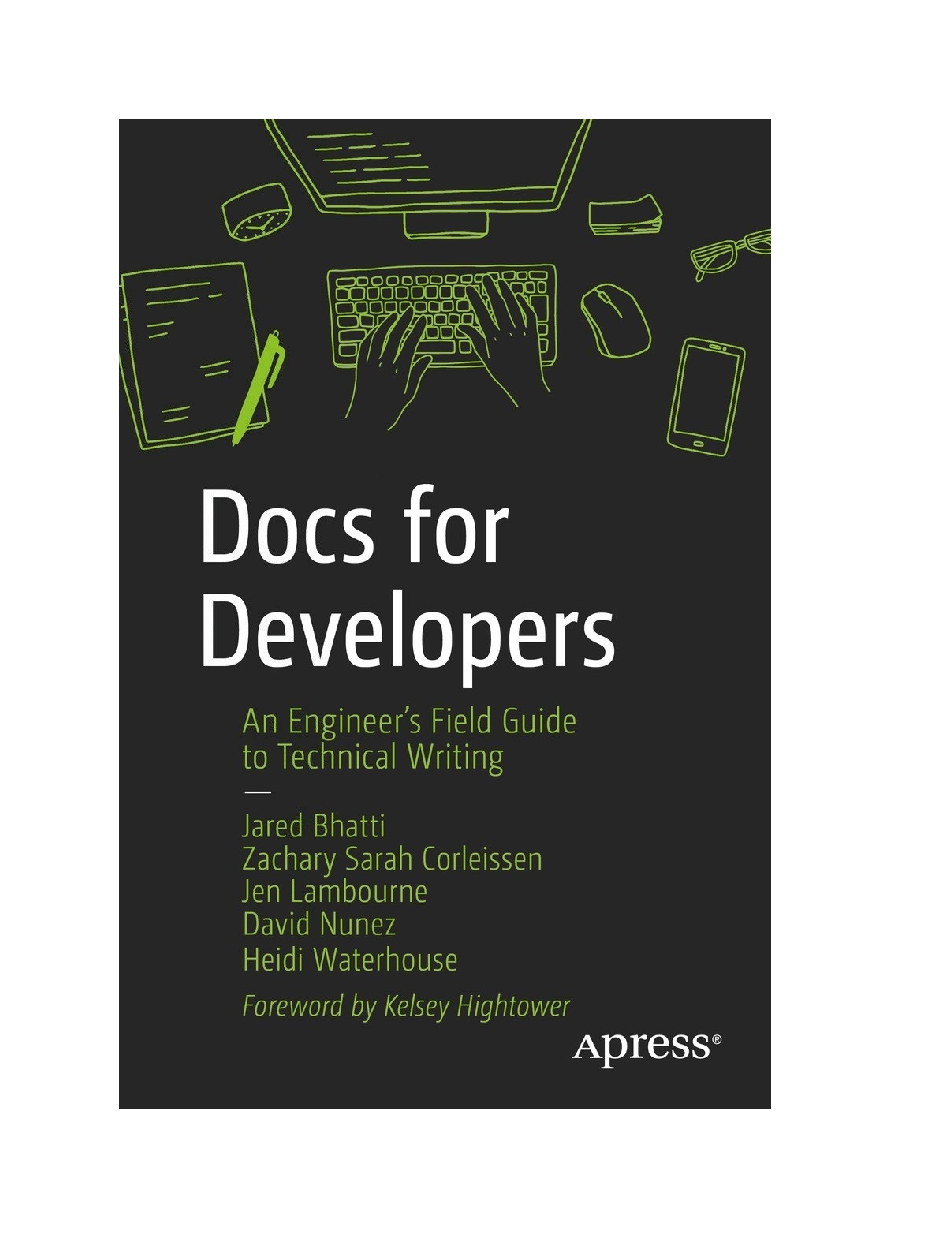 Docs for
Developers
An Engineer's Field Guide
to Technical Writing
Jared Bhatti
Zachary Sarah Corleissen
Jen Lambourne
David Nunez
Heidi Waterhouse
Foreword by Kelsey Hightower
Apress®